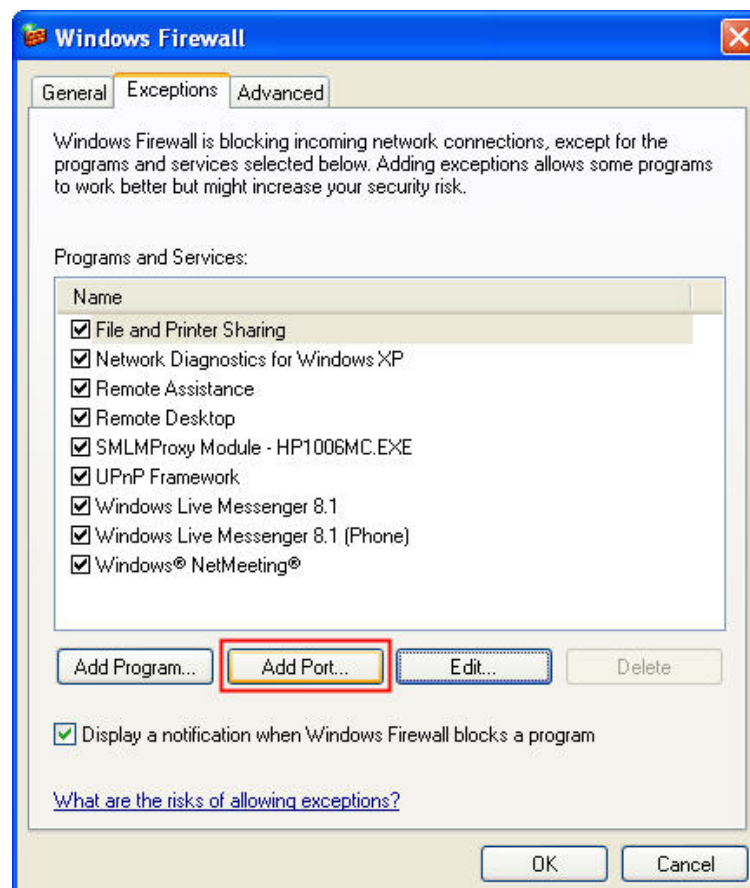 Windows Firewall
General Exceptions Advanced
Windows Firewall is blocking incoming network connections, except for the
programs and services selected below. Adding exceptions allows some programs
to work better but might increase your security risk.
Programs and Services:
Name
File and Printer Sharing
Network Diagnostics for Windows XP
Remote Assistance
Remote Desktop
SMLMProxy Module - HP1006MC.EXE
UPnP Framework
Windows Live Messenger 8.1
Windows Live Messenger 8.1 (Phone)
Windows® NetMeeting®
Add Program... Add Port... Edit... Delete
Display a notification when Windows Firewall blocks a program
What are the risks of allowing exceptions?
OK Cancel